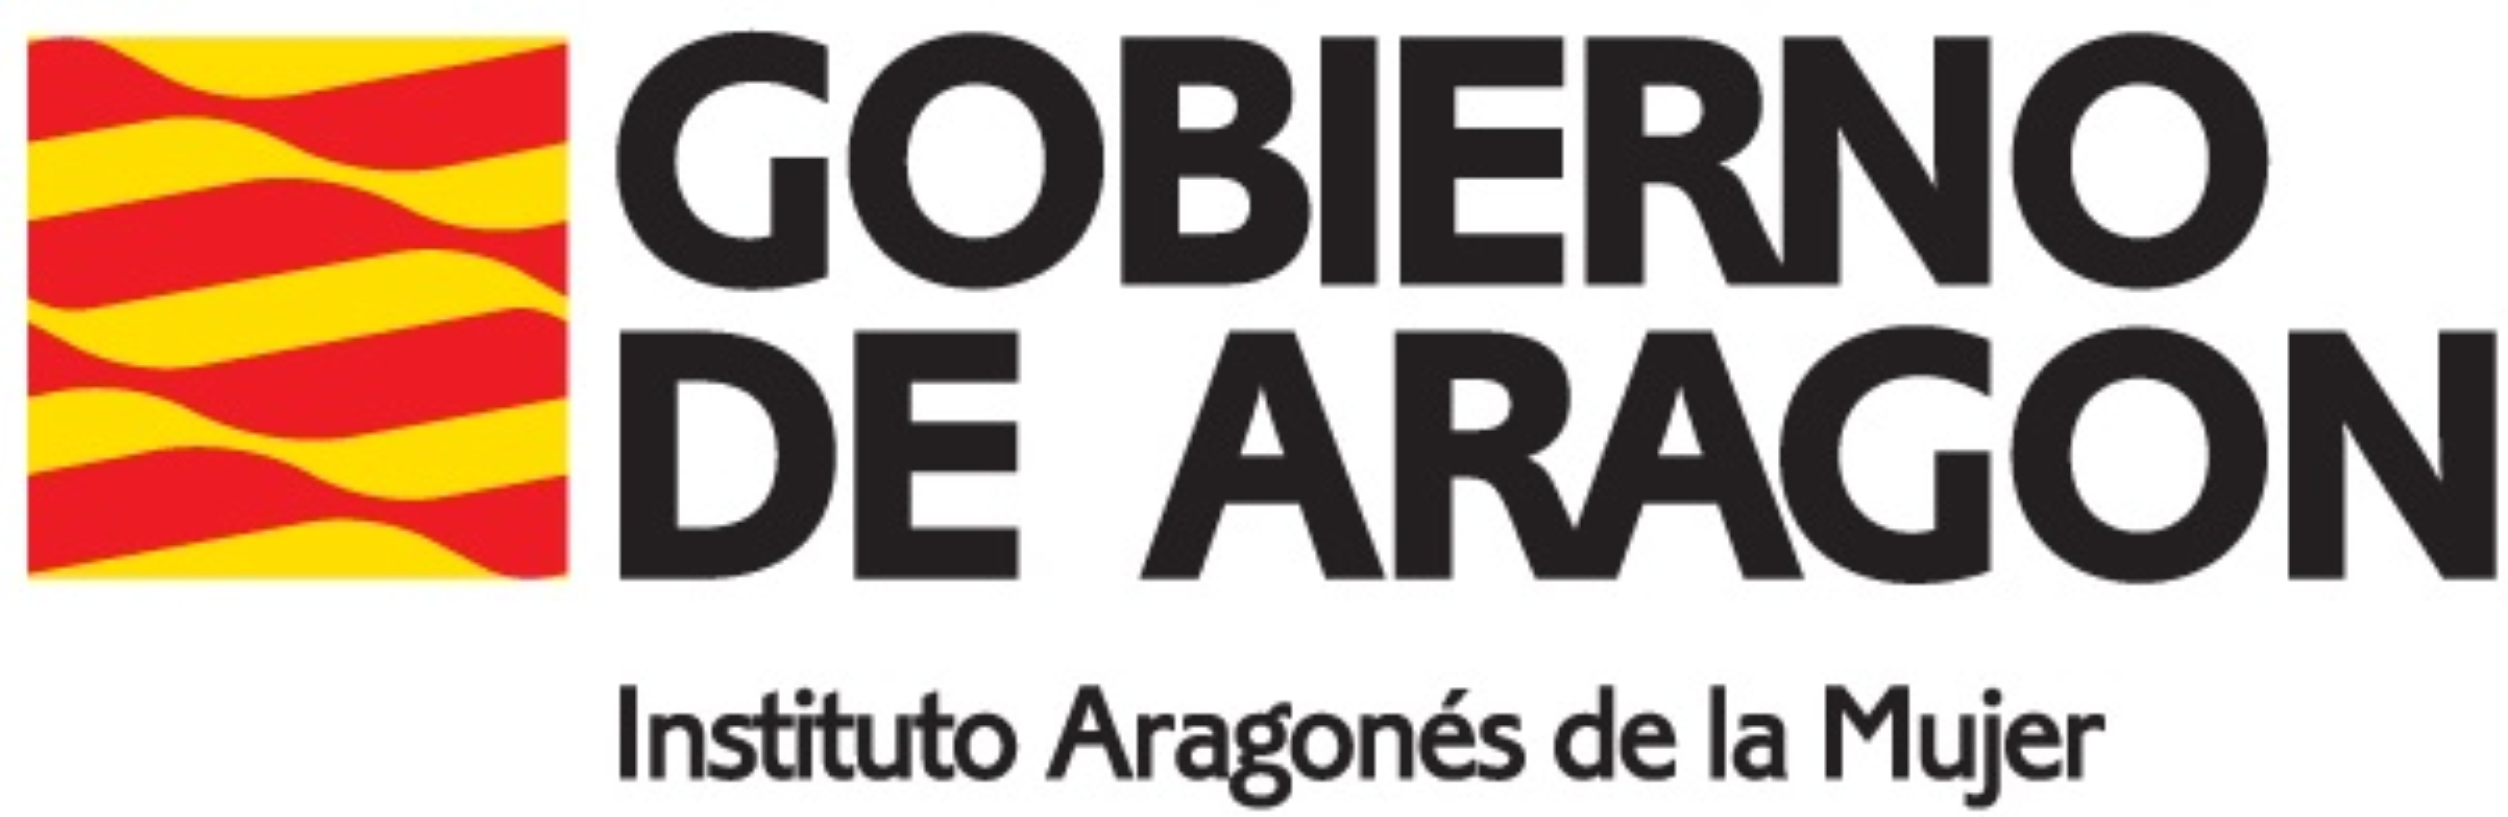 GOBIERNO
DE ARAGON
Instituto Aragonés de la Mujer